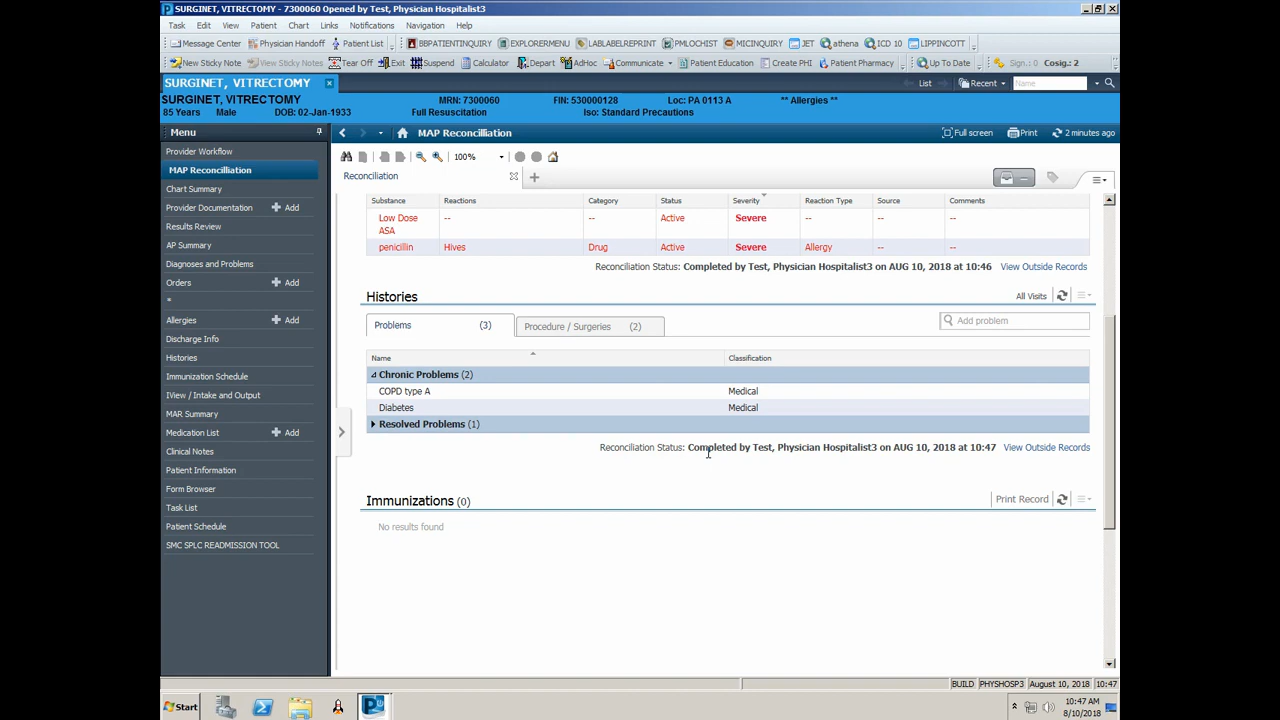 SURGINET, VITRECTOMY - 7300060 Opened by Test, Physician Hospitalist3
Task Edit View Patient Chart Links Notifications Navigation Help
Message Center Physician Handoff Patient List BBPATIENTINQUIRY EXPLORERMENU LABLABELREPRINT PMLOCHIST MICINQUIRY JET athena ICD 10 LIPPINCOTT
New Sticky Note View Sticky Notes Tear Off Exit Suspend Calculator Depart AdHoc Communicate Patient Education Create PHI Patient Pharmacy Up To Date Sign.: 0 Cosig.: 2
SURGINET, VITRECTOMY List Recent Name
SURGINET, VITRECTOMY MRN: 7300060 FIN: 530000128 Loc: PA 0113 A ** Allergies **
85 Years Male DOB: 02-Jan-1933 Full Resuscitation Iso: Standard Precautions
Menu MAP Reconcilliation Full screen Print 2 minutes ago
Provider Workflow
MAP Reconcilliation
Chart Summary
Provider Documentation + Add
Results Review
AP Summary
Diagnoses and Problems
Orders + Add
*
Allergies + Add
Discharge Info
Histories
Immunization Schedule
IView / Intake and Output
MAR Summary
Medication List + Add
Clinical Notes
Patient Information
Form Browser
Task List
Patient Schedule
SMC SPLC READMISSION TOOL
100%
Reconciliation
Substance Reactions Category Status Severity Reaction Type Source Comments
Low Dose ASA -- -- Active Severe -- -- --
penicillin Hives Drug Active Severe Allergy -- --
Reconciliation Status: Completed by Test, Physician Hospitalist3 on AUG 10, 2018 at 10:46 View Outside Records
Histories All Visits
Problems (3) Procedure / Surgeries (2) Add problem
Name Classification
Chronic Problems (2)
COPD type A Medical
Diabetes Medical
Resolved Problems (1)
Reconciliation Status: Completed by Test, Physician Hospitalist3 on AUG 10, 2018 at 10:47 View Outside Records
Immunizations (0) Print Record
No results found
BUILD PHYSHOSP3 August 10, 2018 10:47
Start 10:47 AM
8/10/2018